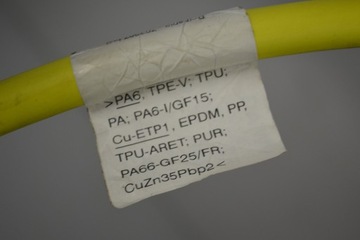 >PA6, TPE-V; TPU;
PA; PA6-I/GF15;
Cu-ETP1, EPDM, PP,
TPU-ARET; PUR;
PA66-GF25/FR;
CuZn35Pbp2<